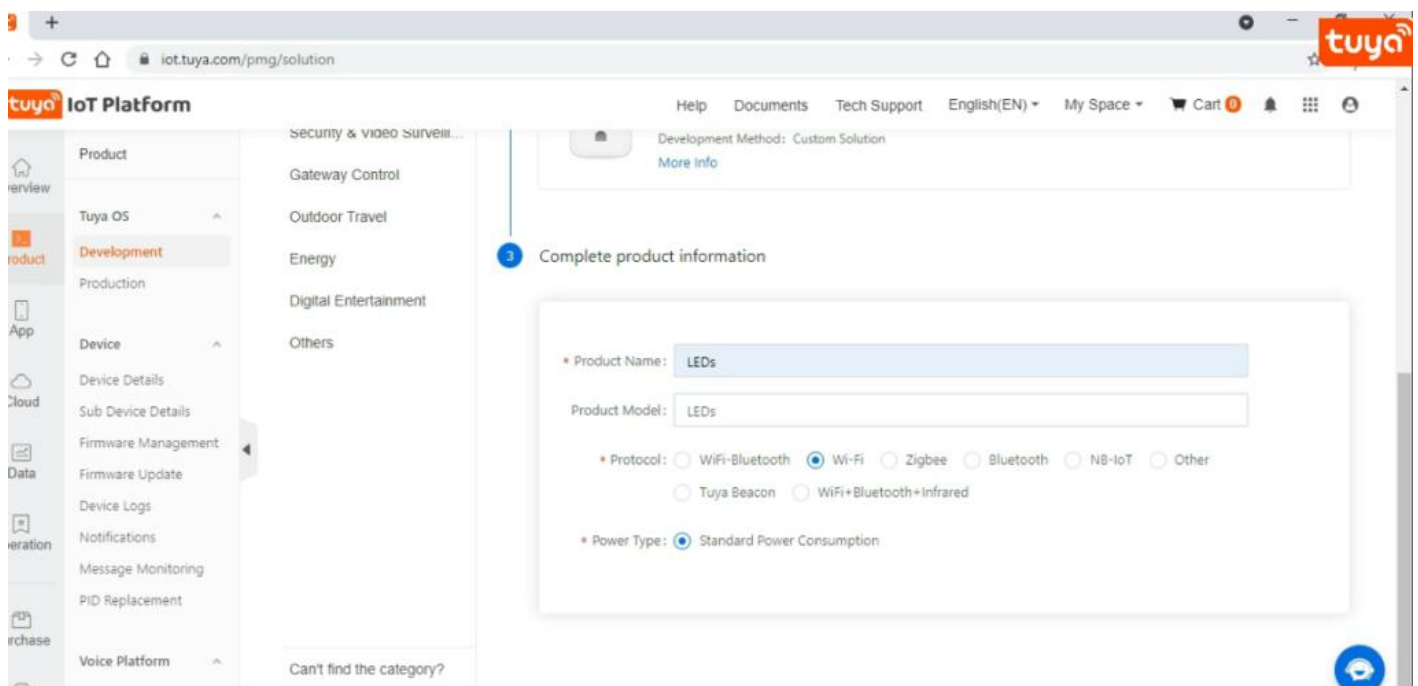 tuya
iot.tuya.com/pmg/solution
tuya IoT Platform
Help Documents Tech Support English(EN) My Space Cart 0
Product
Tuya OS
Development
Production
Device
Device Details
Sub Device Details
Firmware Management
Firmware Update
Device Logs
Notifications
Message Monitoring
PID Replacement
Voice Platform
App
Data
Security & Video Surveill...
Gateway Control
Outdoor Travel
Energy
Digital Entertainment
Others
Can't find the category?
Development Method: Custom Solution
More Info
3 Complete product information
* Product Name: LEDs
Product Model: LEDs
* Protocol: WiFi-Bluetooth Wi-Fi Zigbee Bluetooth NB-IoT Other
Tuya Beacon WiFi+Bluetooth+Infrared
* Power Type: Standard Power Consumption